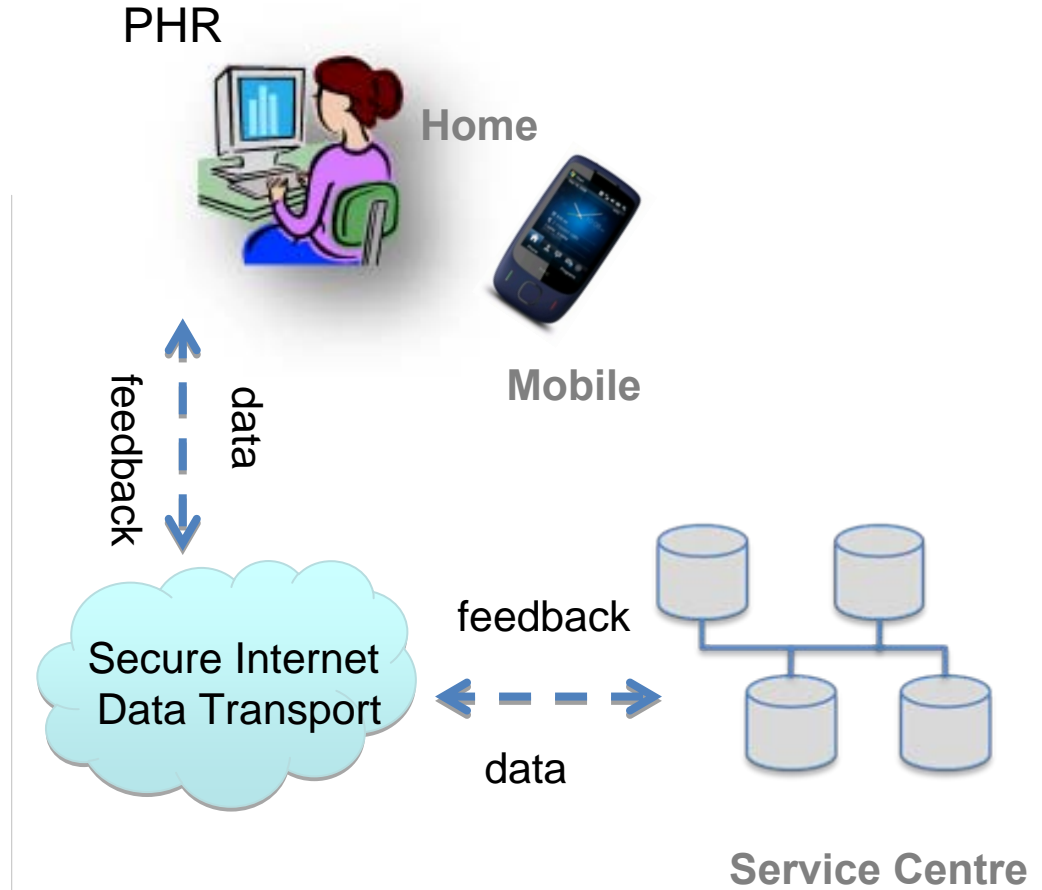 PHR
Home
Mobile
feedback
data
Secure Internet
Data Transport
feedback
data
Service Centre